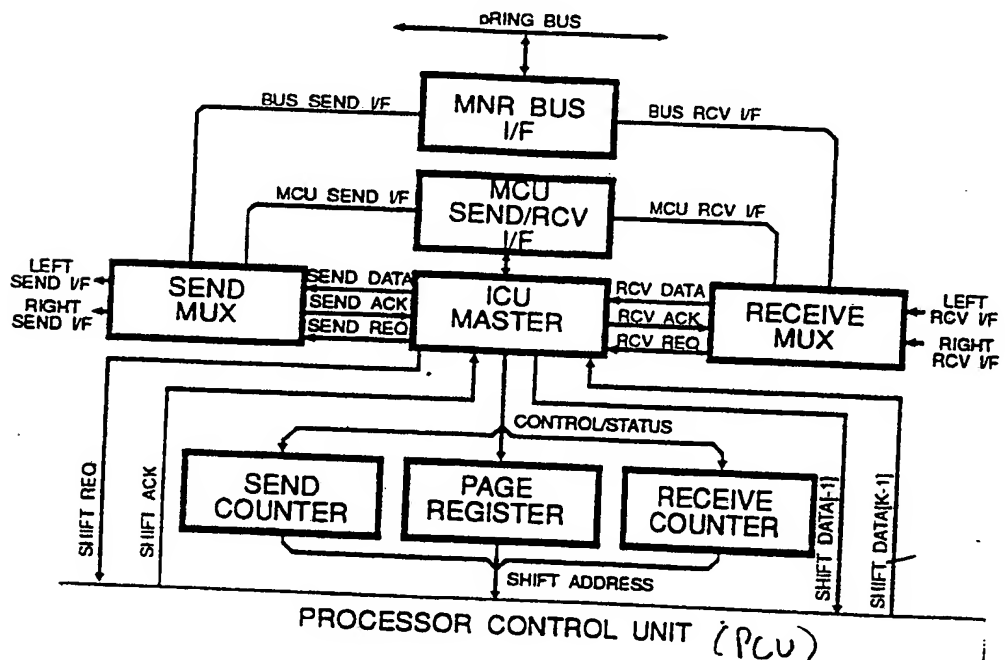 pRING BUS
MNR BUS
I/F
BUS SEND I/F
BUS RCV I/F
MCU
SEND/RCV
I/F
MCU SEND I/F
MCU RCV I/F
LEFT
SEND I/F
RIGHT
SEND I/F
SEND
MUX
SEND DATA
SEND ACK
SEND REQ
ICU
MASTER
RCV DATA
RCV ACK
RCV REQ
RECEIVE
MUX
LEFT
RCV I/F
RIGHT
RCV I/F
CONTROL/STATUS
SEND
COUNTER
PAGE
REGISTER
RECEIVE
COUNTER
SHIFT REQ
SHIFT ACK
SHIFT DATA[-1]
SHIFT DATA[K-1]
SHIFT ADDRESS
PROCESSOR CONTROL UNIT (PCU)